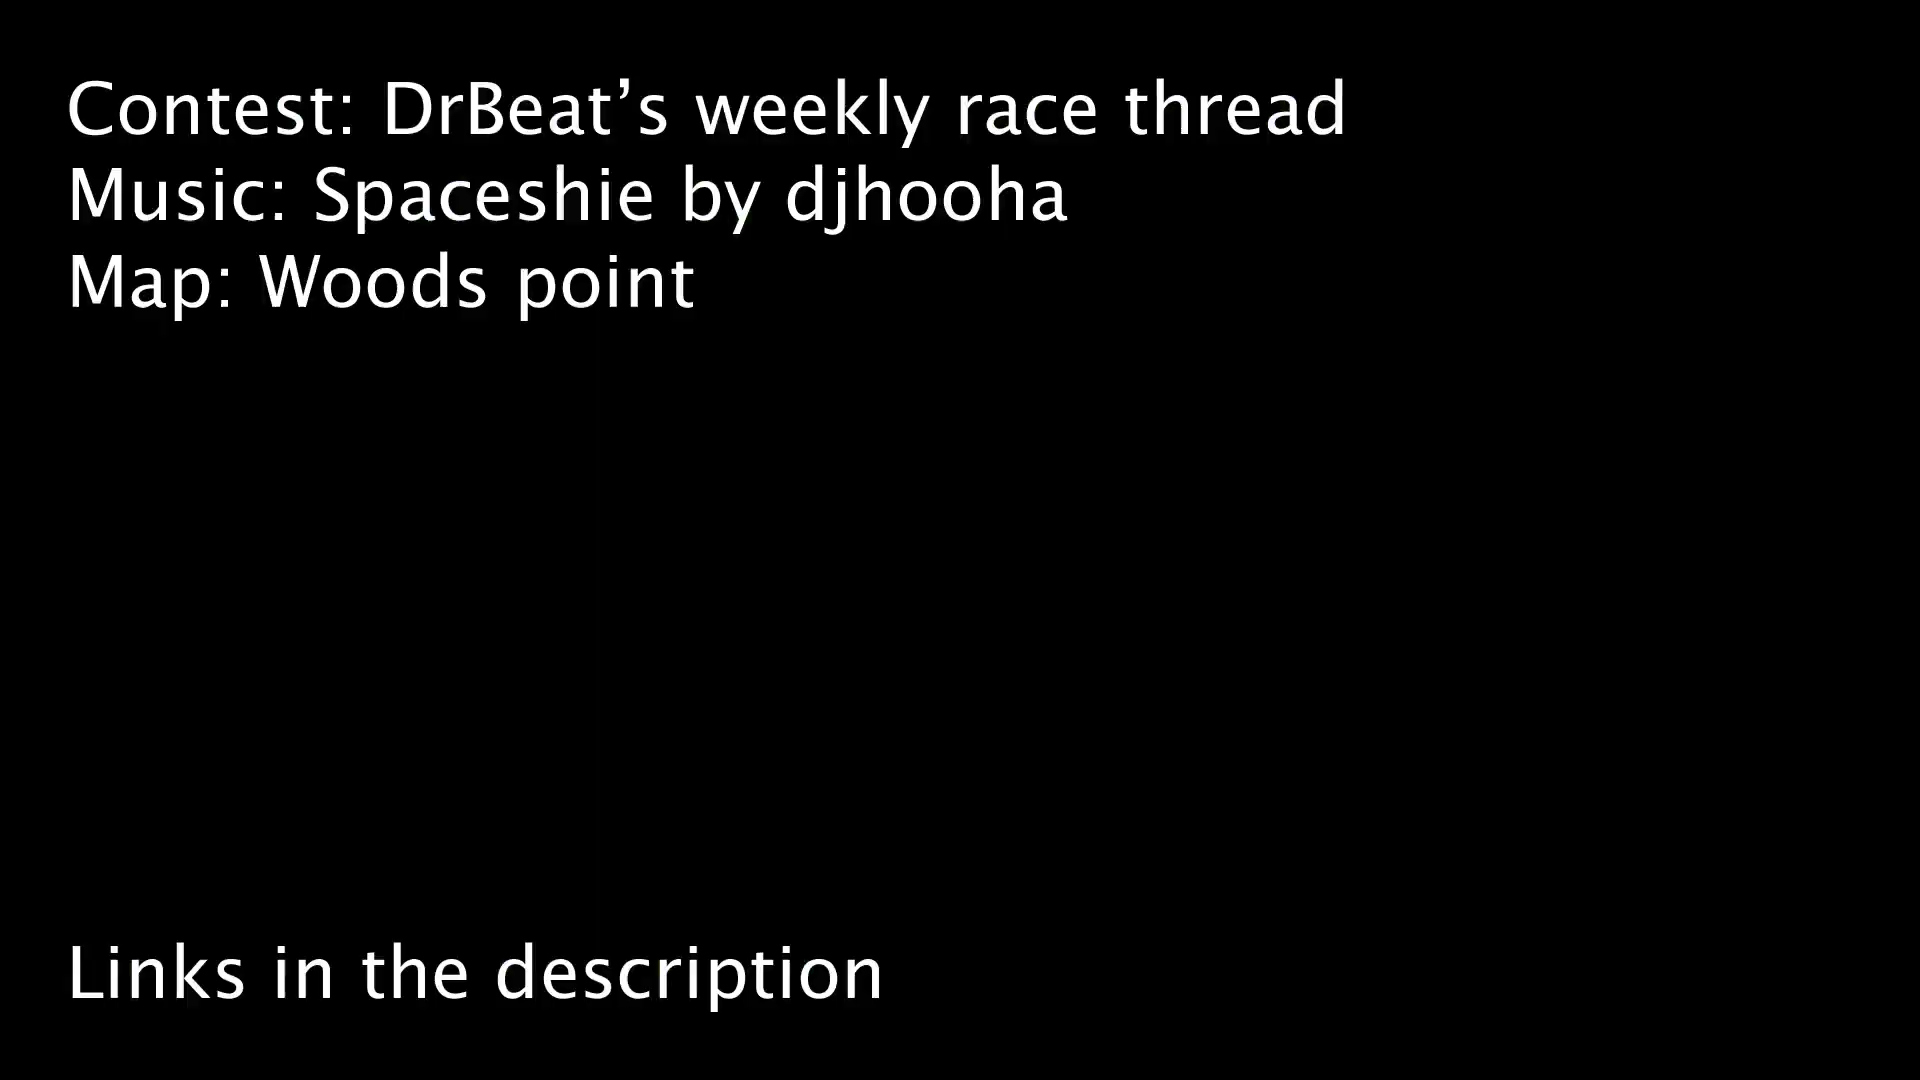 Contest: DrBeat’s weekly race thread
Music: Spaceshie by djhooha
Map: Woods point
Links in the description